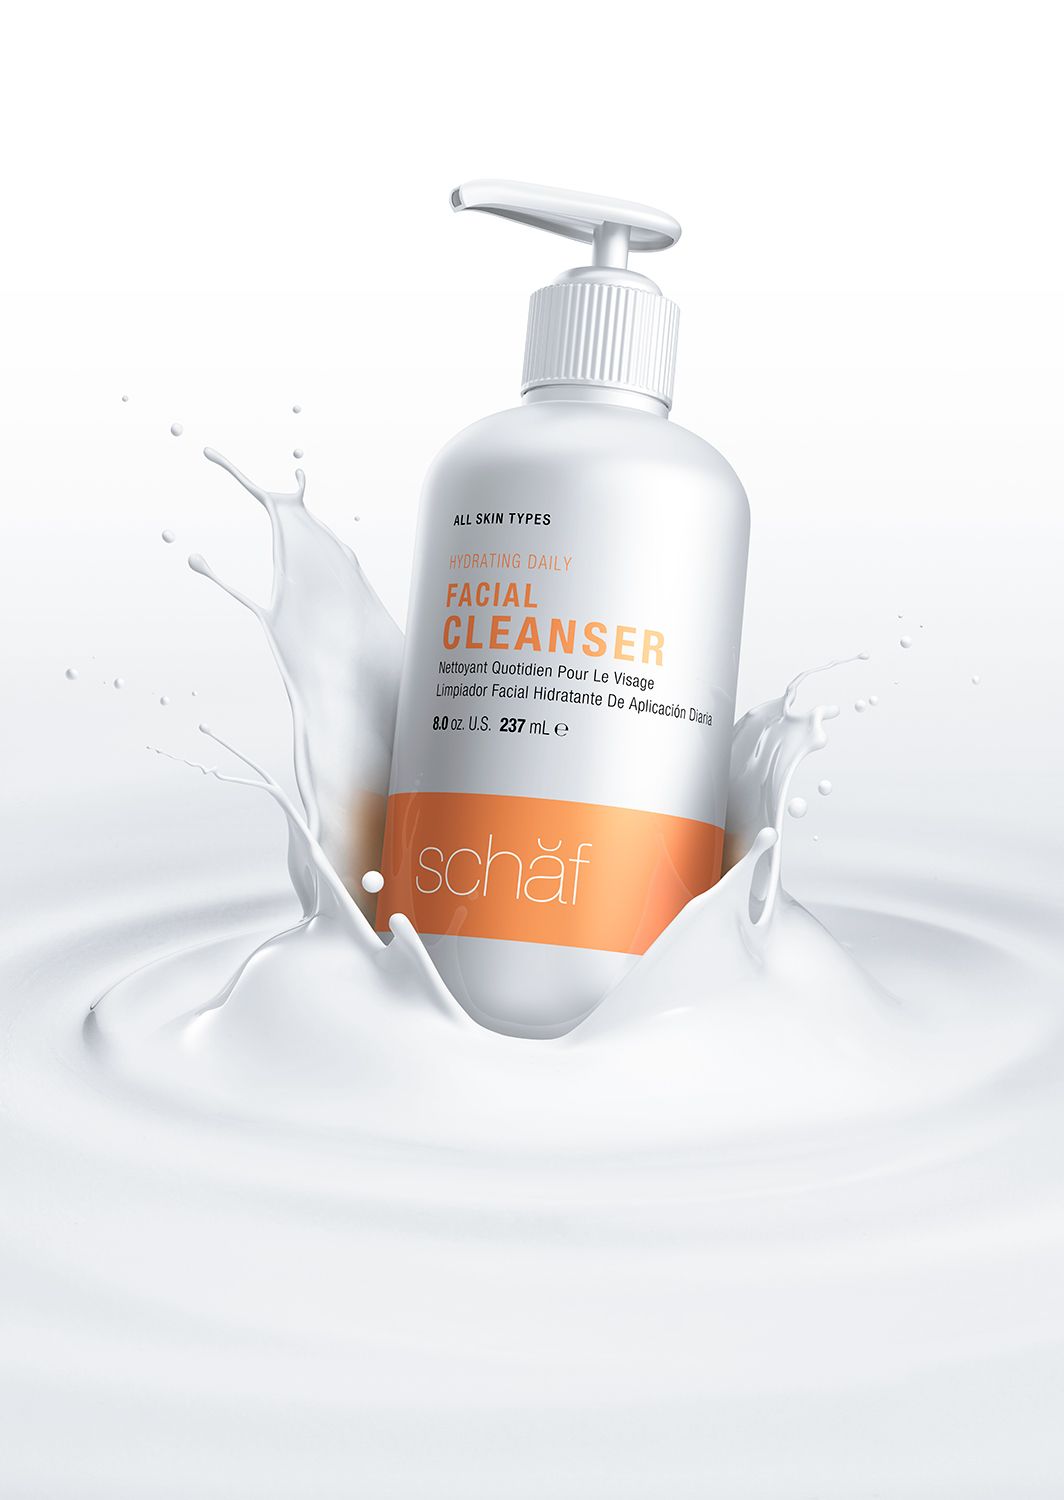 ALL SKIN TYPES
HYDRATING DAILY
FACIAL
CLEANSER
Nettoyant Quotidien Pour Le Visage
Limpiador Facial Hidratante De Aplicación Diaria
8.0 oz. U.S. 237 mL ℮
schăf